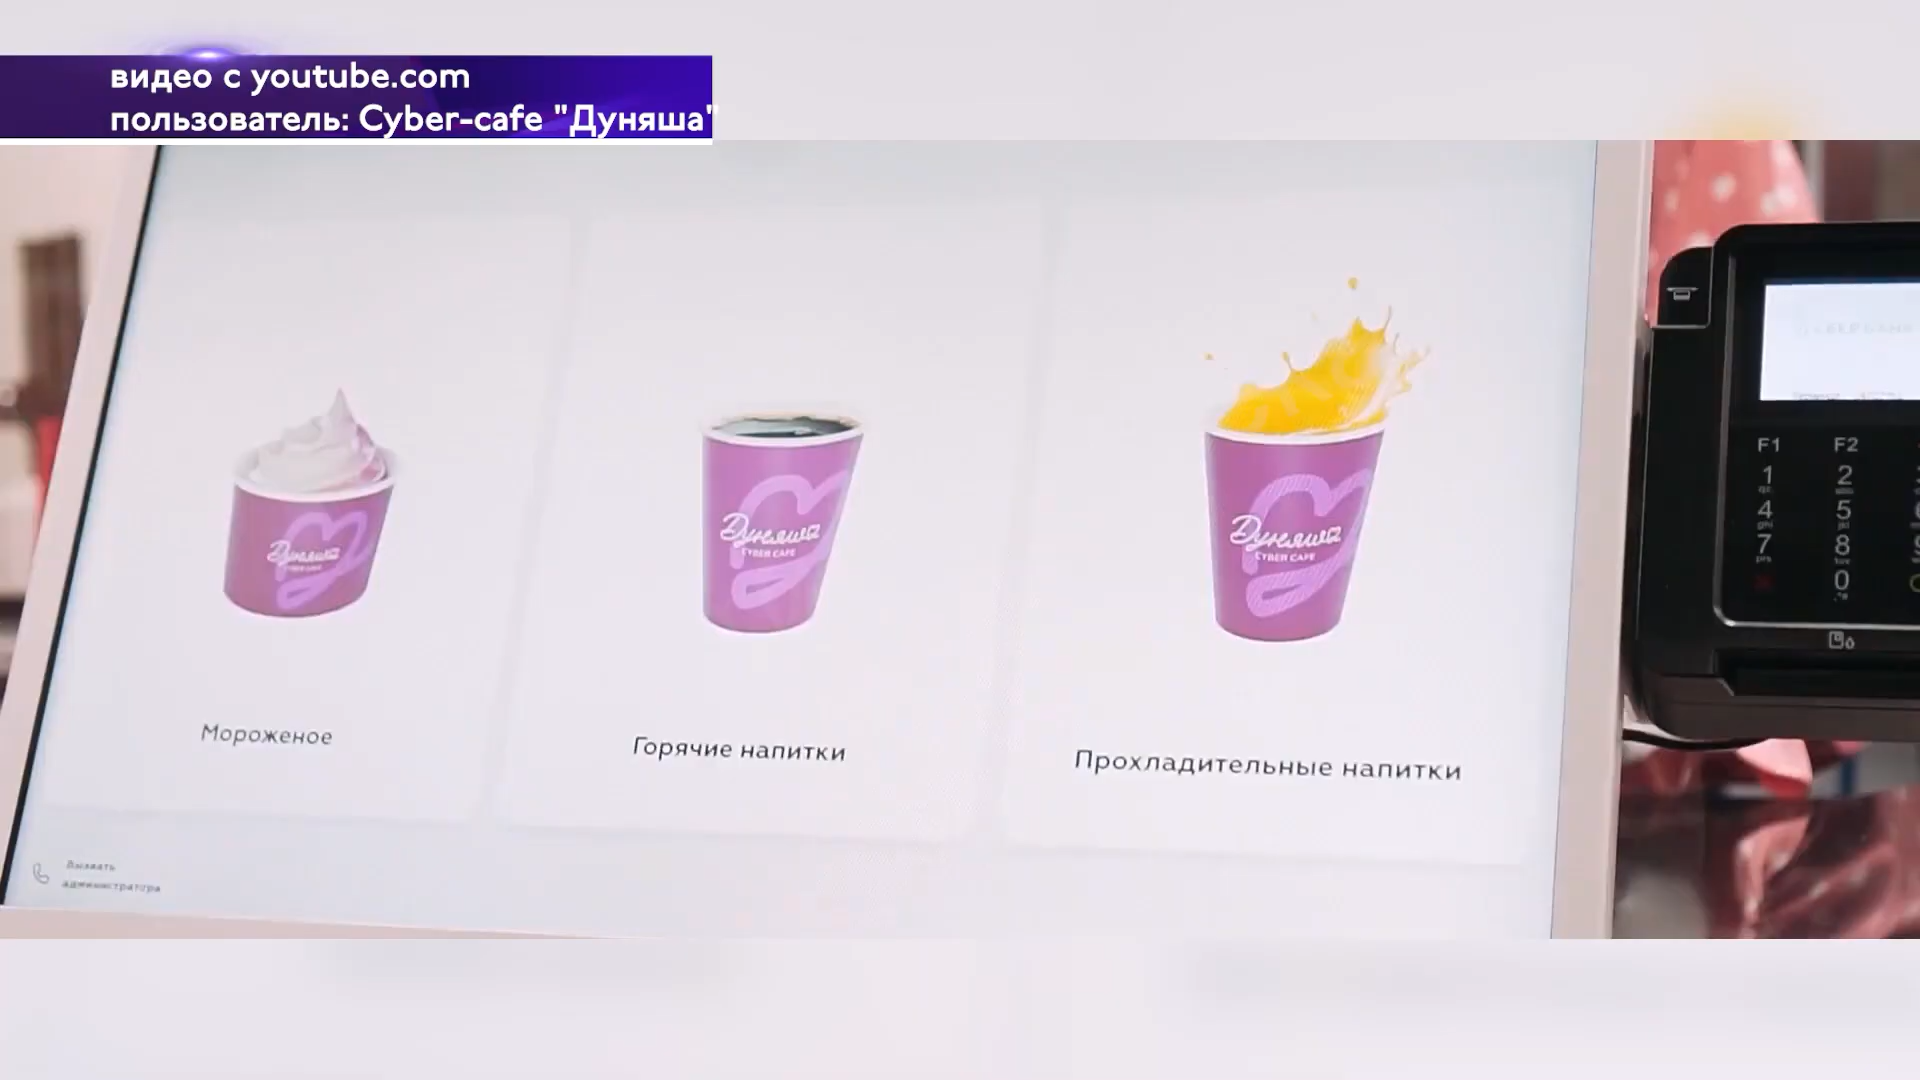 видео с youtube.com
пользователь: Cyber-cafe "Дуняша"
Дуняша
CYBER CAFE
Дуняша
CYBER CAFE
Дуняша
CYBER CAFE
Мороженое
Горячие напитки
Прохладительные напитки
Вызвать
администратора
F1 F2
1 2
4 5
7 8
0